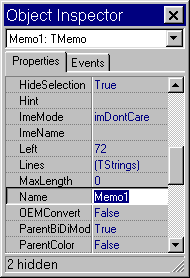 Object Inspector
Memo1: TMemo
Properties Events
HideSelection True
Hint
ImeMode imDontCare
ImeName
Left 72
Lines (TStrings)
MaxLength 0
Name Memo1
OEMConvert False
ParentBiDiMod True
ParentColor False
2 hidden